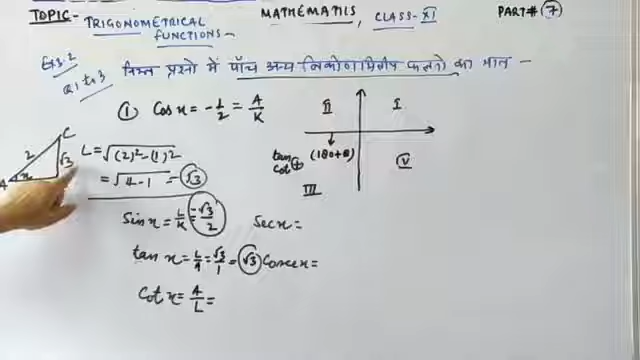 TOPIC- TRIGONOMETRICAL FUNCTIONS-
MATHEMATICS, CLASS-XI
PART# 7
Ex 3.2
Q1 to 3
निम्न प्रश्नो में पाँच अन्य त्रिकोणमितीय फलनो का मान -
① Cos x = -1/2 = A/K
II I
tan cot ⊕ (180+θ)
III IV
2 C √3 A x
L = √(2)²-(1)²
= √4-1 = √3
Sin x = L/K = -√3/2
Sec x =
tan x = L/A = √3/1 = √3
Cosec x =
Cot x = A/L =